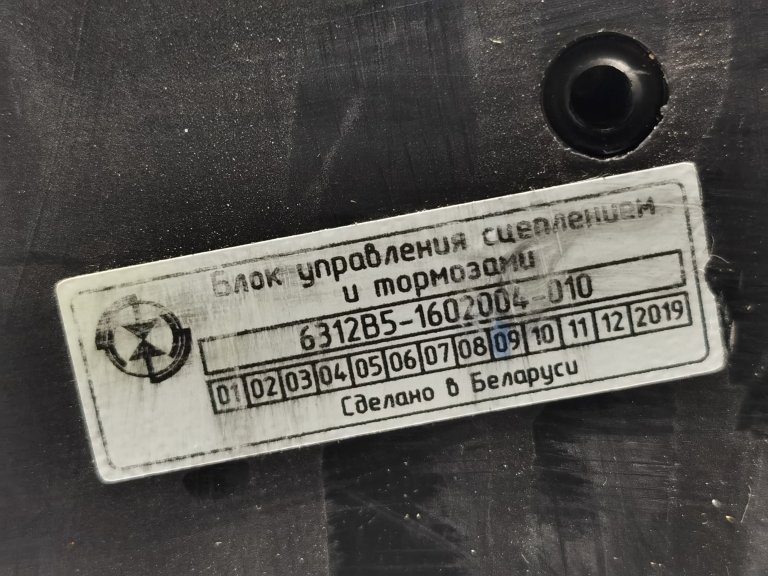 Блок управления сцеплением
и тормозами
6312B5-1602004-010
01 02 03 04 05 06 07 08 09 10 11 12 2019
Сделано в Беларуси